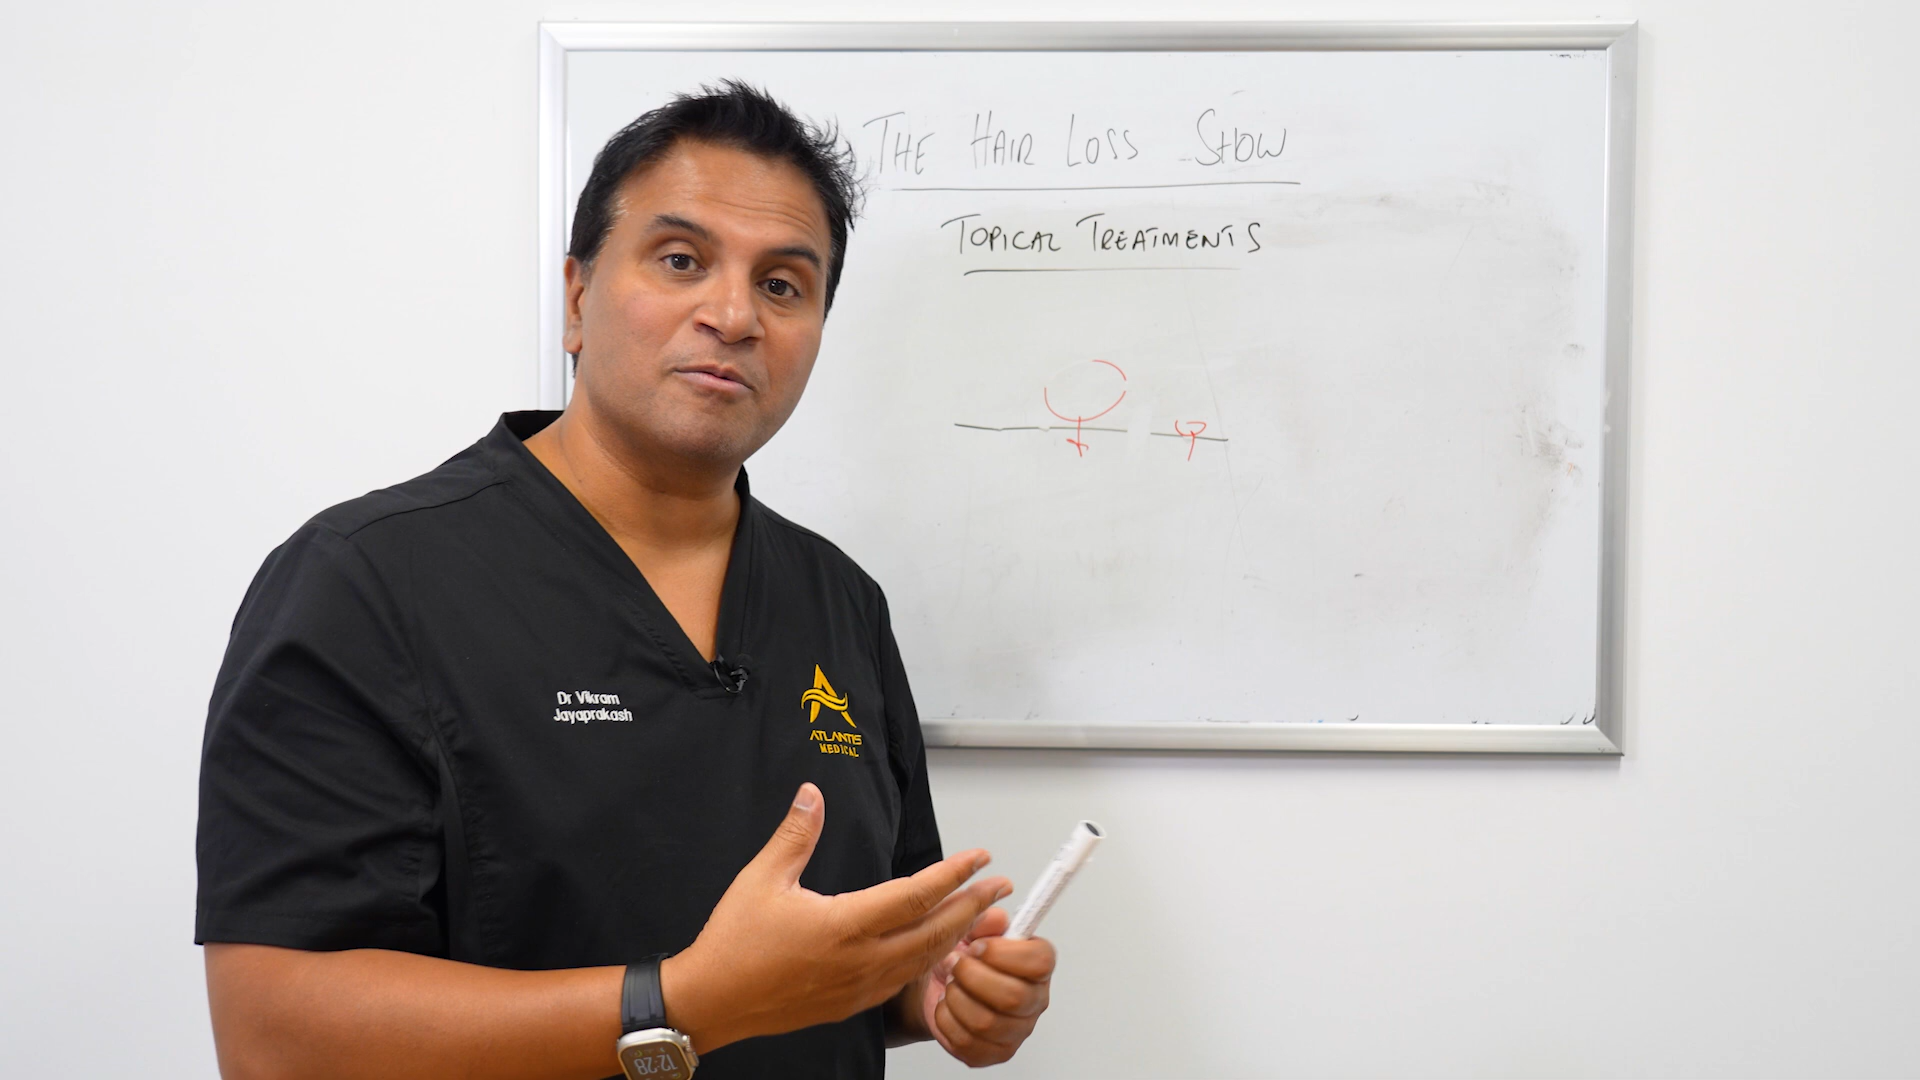 THE HAIR LOSS SHOW
TOPICAL TREATMENTS
Dr Vikram
Jayaprakash
ATLANTIS
MEDICAL
12:28